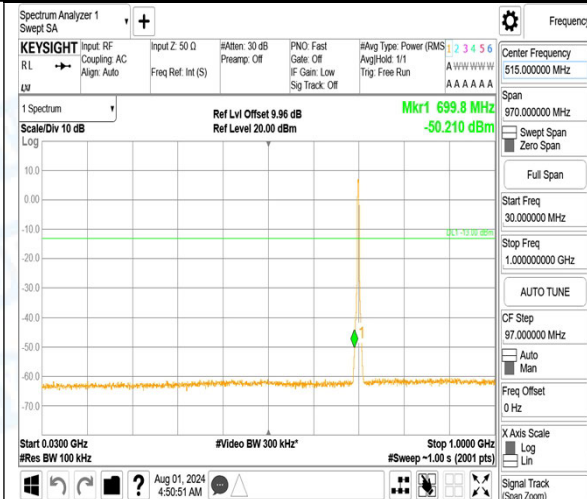 Spectrum Analyzer 1
Swept SA
Frequency
KEYSIGHT
RL
LXI
Input: RF
Coupling: AC
Align: Auto
Input Z: 50 Ω
Freq Ref: Int (S)
#Atten: 30 dB
Preamp: Off
PNO: Fast
Gate: Off
IF Gain: Low
Sig Track: Off
#Avg Type: Power (RMS
Avg|Hold: 1/1
Trig: Free Run
1 2 3 4 5 6
A W W W W W
A A A A A A
1 Spectrum
Scale/Div 10 dB
Ref Lvl Offset 9.96 dB
Ref Level 20.00 dBm
Mkr1 699.8 MHz
-50.210 dBm
Log
10.0
0.00
-10.0
-20.0
-30.0
-40.0
-50.0
-60.0
-70.0
DL1 -13.00 dBm
Start 0.0300 GHz
#Res BW 100 kHz
#Video BW 300 kHz*
Stop 1.0000 GHz
#Sweep ~1.00 s (2001 pts)
Aug 01, 2024
4:50:51 AM
Center Frequency
515.000000 MHz
Span
970.000000 MHz
Swept Span
Zero Span
Full Span
Start Freq
30.000000 MHz
Stop Freq
1.000000000 GHz
AUTO TUNE
CF Step
97.000000 MHz
Auto
Man
Freq Offset
0 Hz
X Axis Scale
Log
Lin
Signal Track
(Span Zoom)